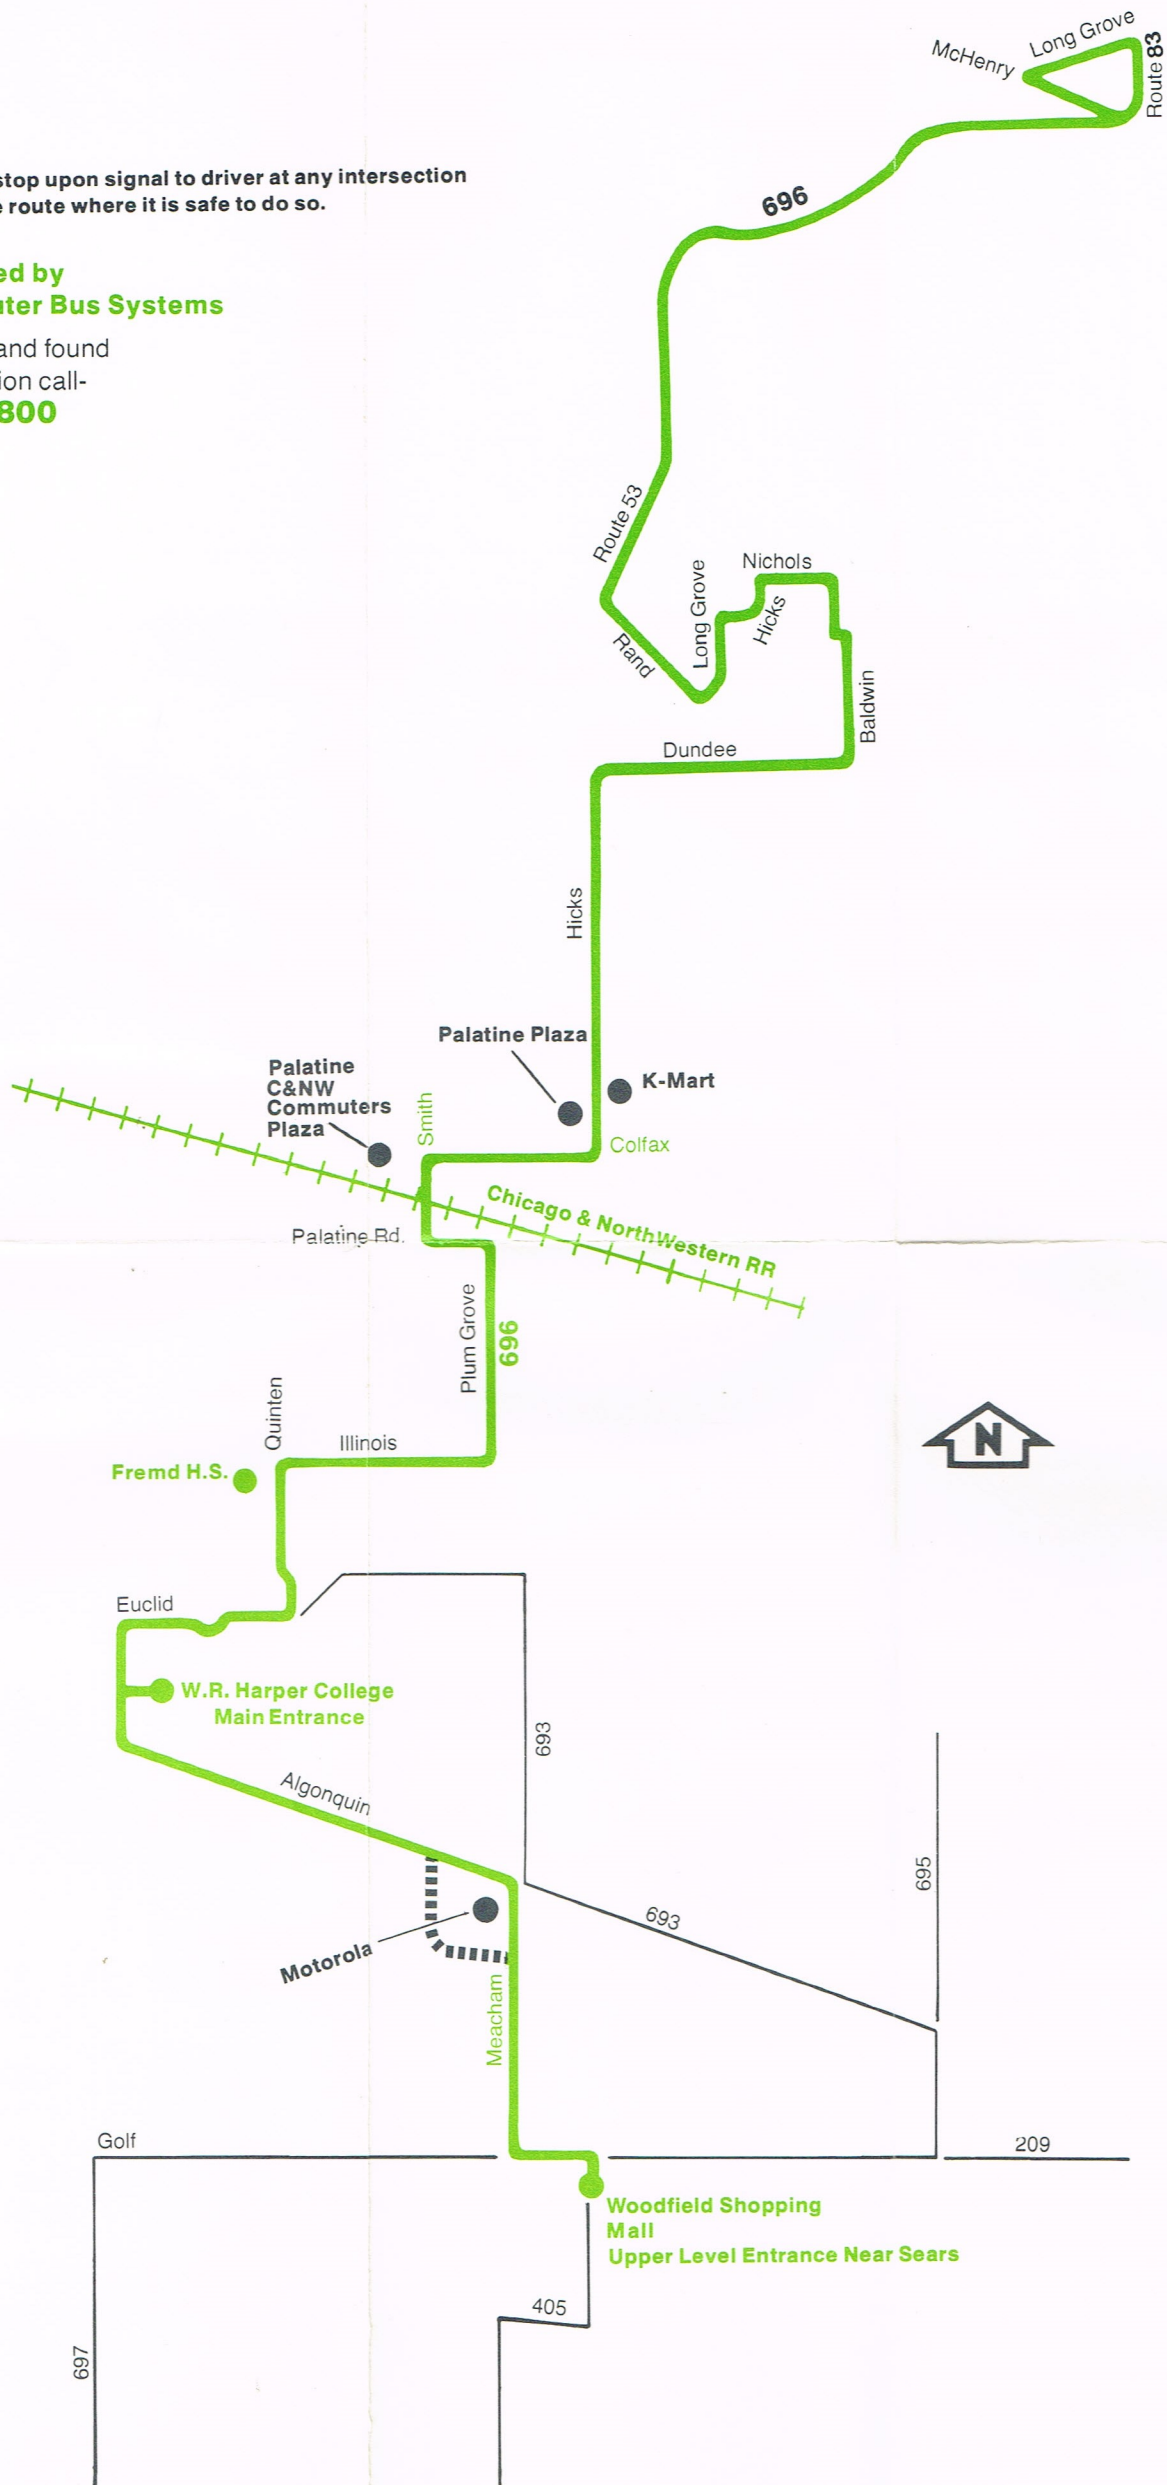 McHenry
Long Grove
Route 83
stop upon signal to driver at any intersection
e route where it is safe to do so.
696
ed by
uter Bus Systems
and found
ion call-
800
Route 53
Rand
Long Grove
Nichols
Hicks
Baldwin
Dundee
Hicks
Palatine Plaza
K-Mart
Palatine
C&NW
Commuters
Plaza
Smith
Colfax
Chicago & NorthWestern RR
Palatine Rd.
Plum Grove
696
Quinten
Illinois
Fremd H.S.
N
Euclid
W.R. Harper College
Main Entrance
693
Algonquin
695
693
Motorola
Meacham
Golf
209
Woodfield Shopping
Mall
Upper Level Entrance Near Sears
405
697